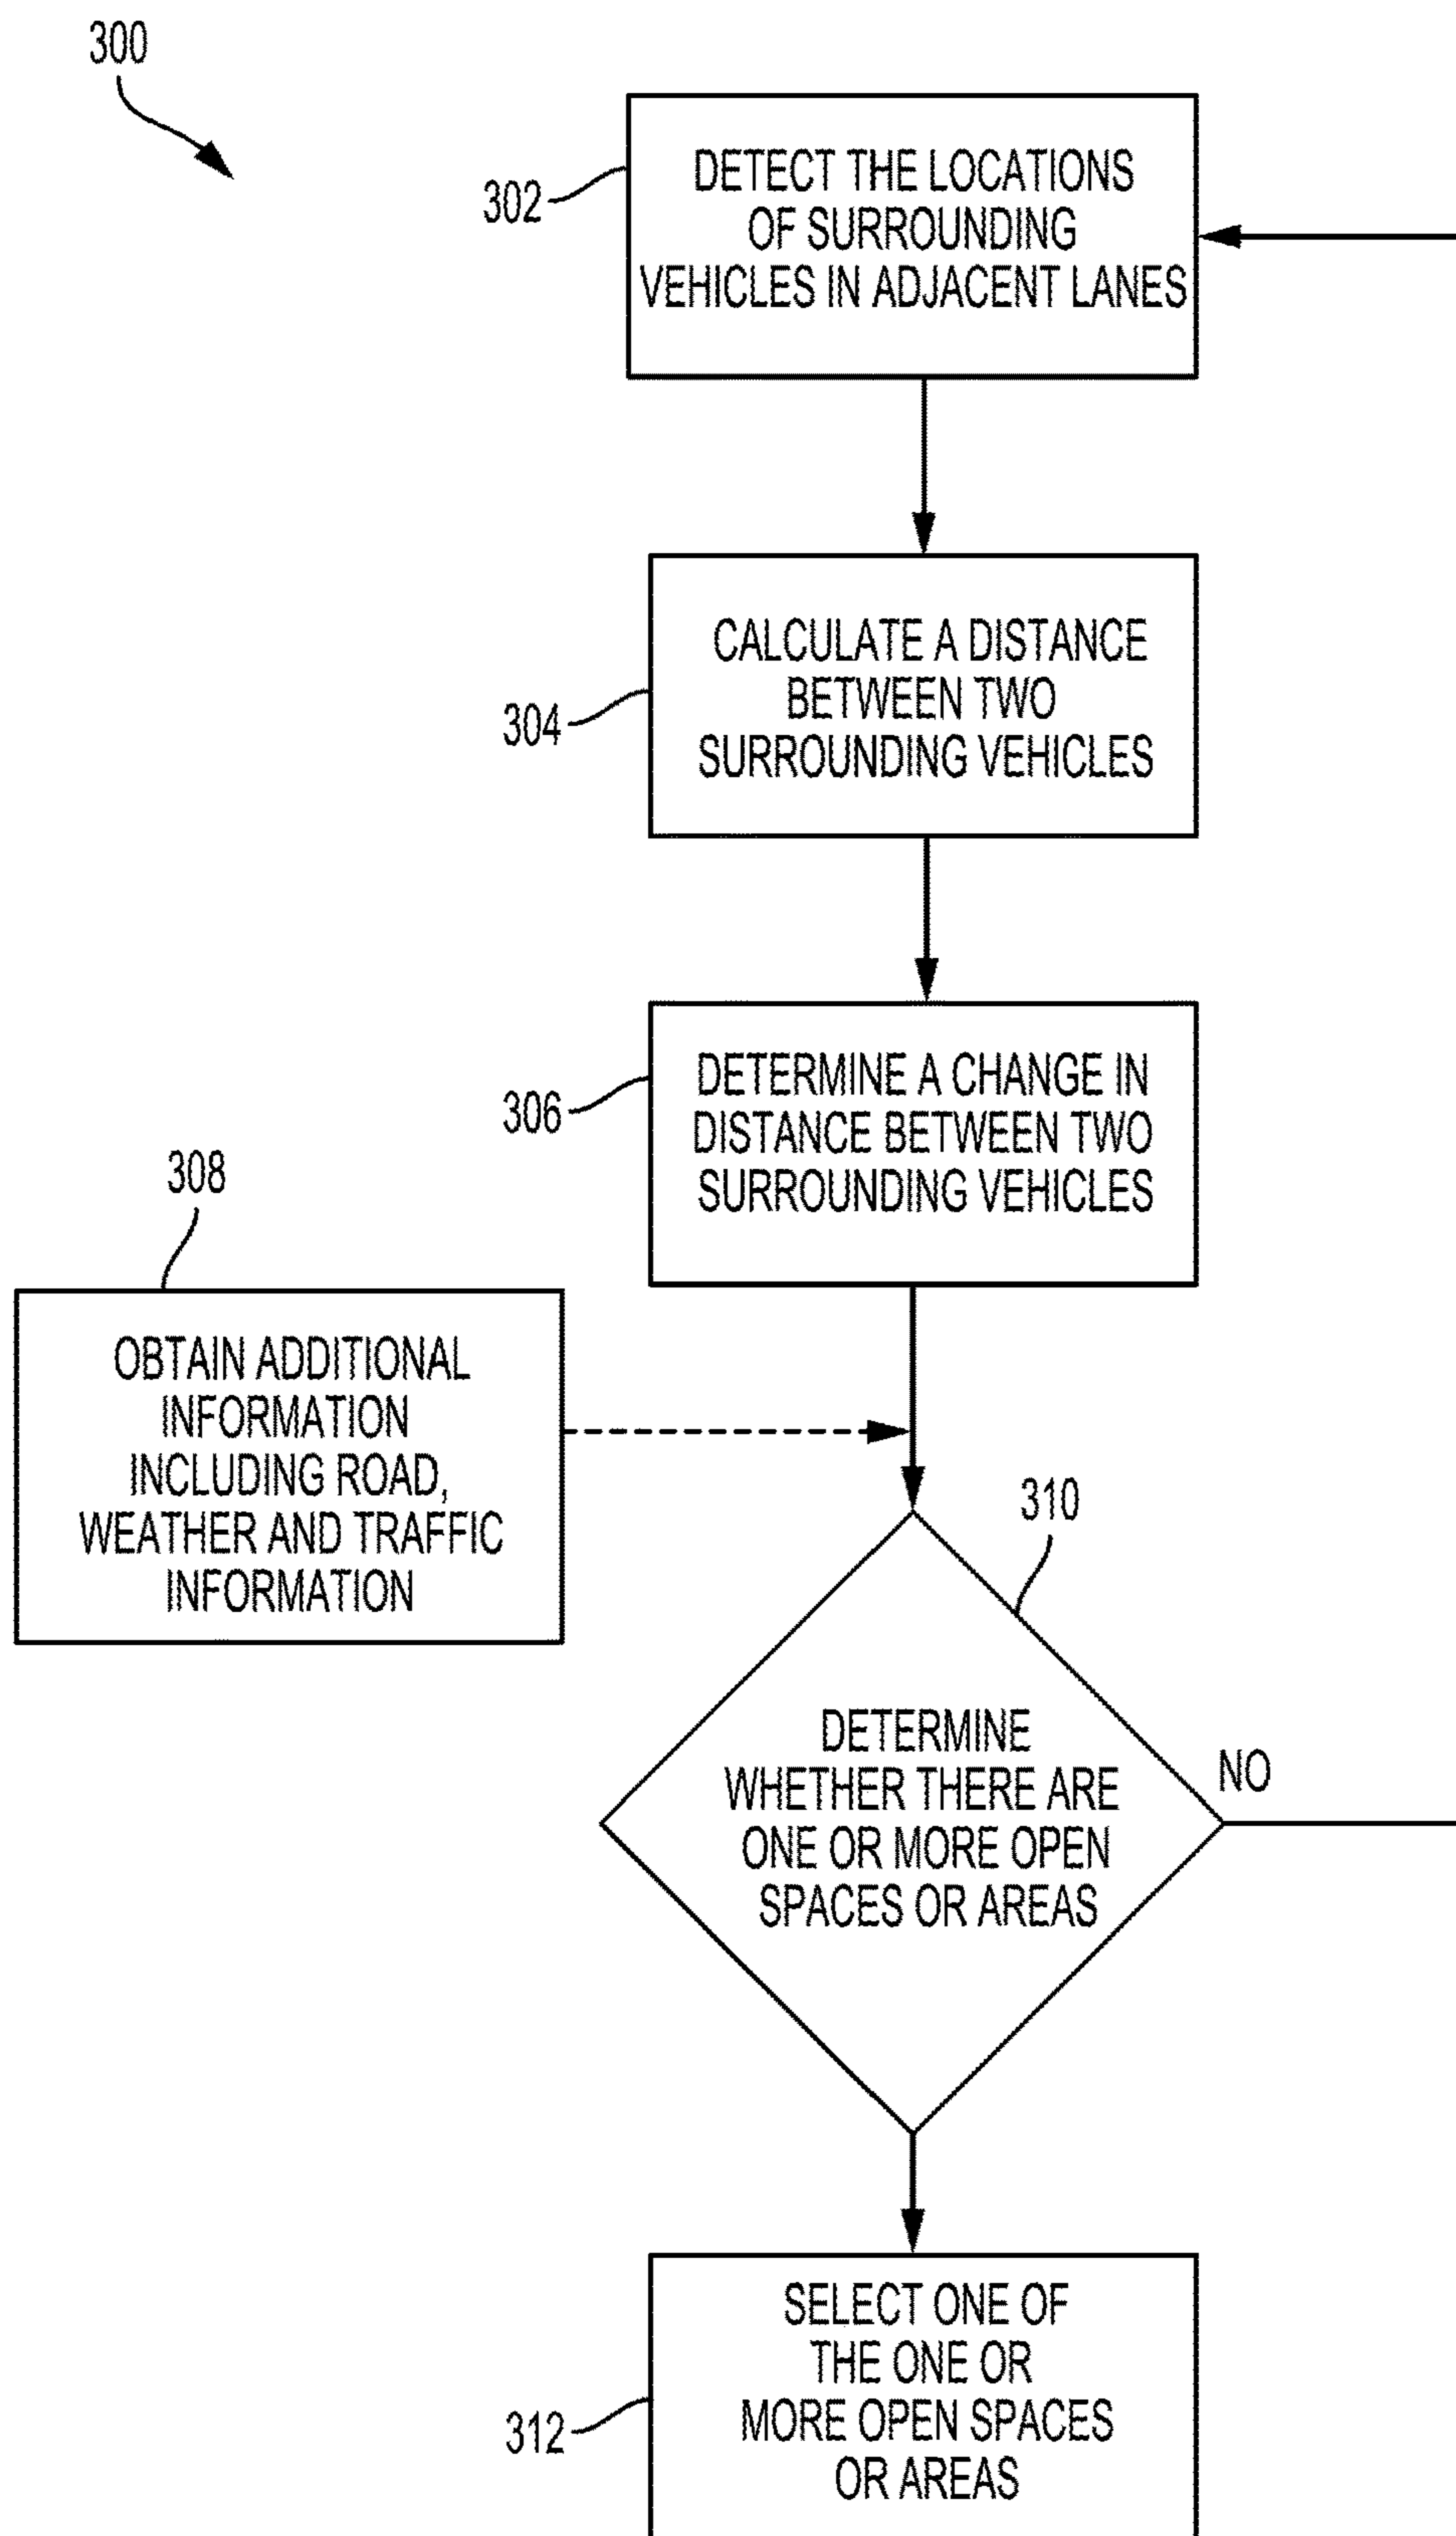 300
302
DETECT THE LOCATIONS
OF SURROUNDING
VEHICLES IN ADJACENT LANES
304
CALCULATE A DISTANCE
BETWEEN TWO
SURROUNDING VEHICLES
306
DETERMINE A CHANGE IN
DISTANCE BETWEEN TWO
SURROUNDING VEHICLES
308
OBTAIN ADDITIONAL
INFORMATION
INCLUDING ROAD,
WEATHER AND TRAFFIC
INFORMATION
310
DETERMINE
WHETHER THERE ARE
ONE OR MORE OPEN
SPACES OR AREAS
NO
312
SELECT ONE OF
THE ONE OR
MORE OPEN SPACES
OR AREAS